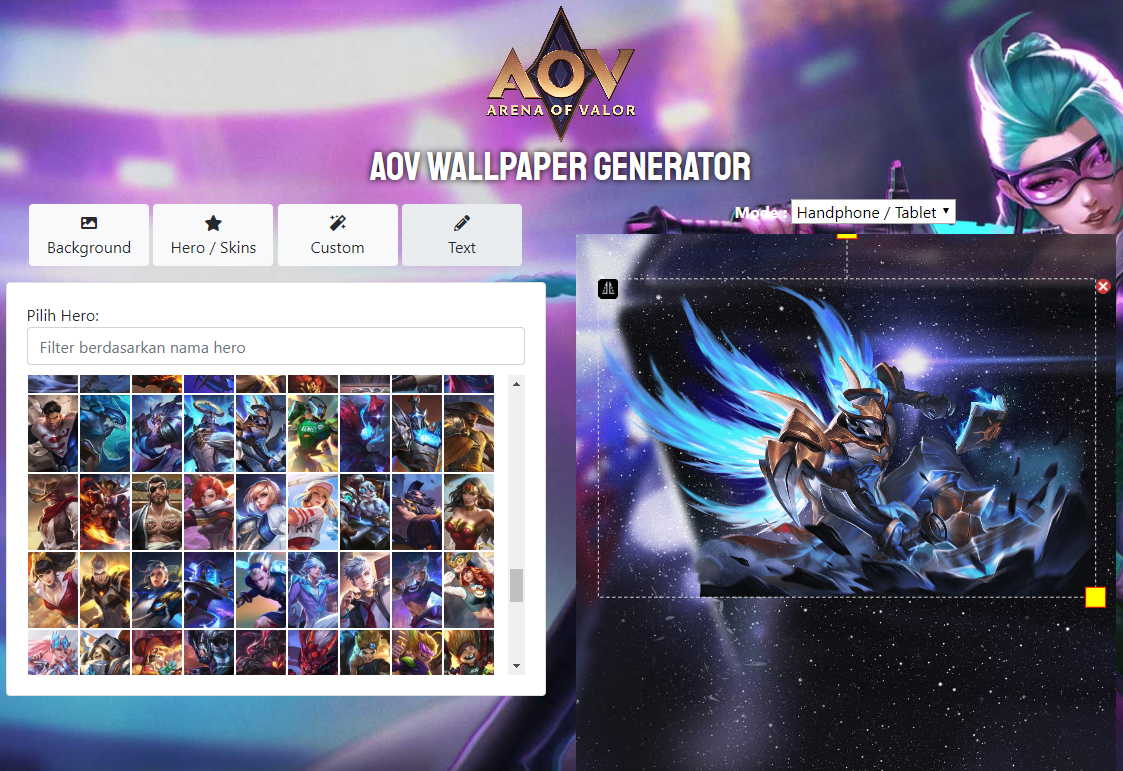 AOV
ARENA OF VALOR
AOV WALLPAPER GENERATOR
Background
Hero / Skins
Custom
Text
Mode:
Handphone / Tablet
Pilih Hero:
Filter berdasarkan nama hero